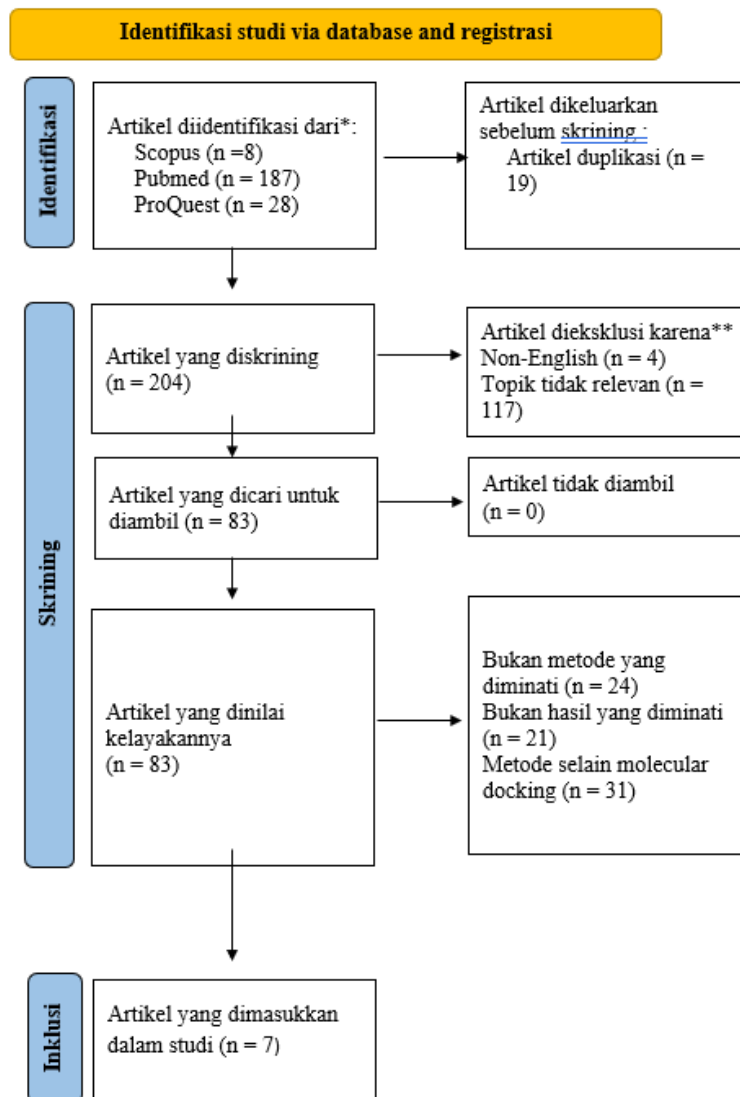 Identifikasi studi via database and registrasi
Identifikasi
Artikel diidentifikasi dari*:
Scopus (n =8)
Pubmed (n = 187)
ProQuest (n = 28)
Artikel dikeluarkan
sebelum skrining :
Artikel duplikasi (n =
19)
Skrining
Artikel yang diskrining
(n = 204)
Artikel dieksklusi karena**
Non-English (n = 4)
Topik tidak relevan (n =
117)
Artikel yang dicari untuk
diambil (n = 83)
Artikel tidak diambil
(n = 0)
Artikel yang dinilai
kelayakannya
(n = 83)
Bukan metode yang
diminati (n = 24)
Bukan hasil yang diminati
(n = 21)
Metode selain molecular
docking (n = 31)
Inklusi
Artikel yang dimasukkan
dalam studi (n = 7)